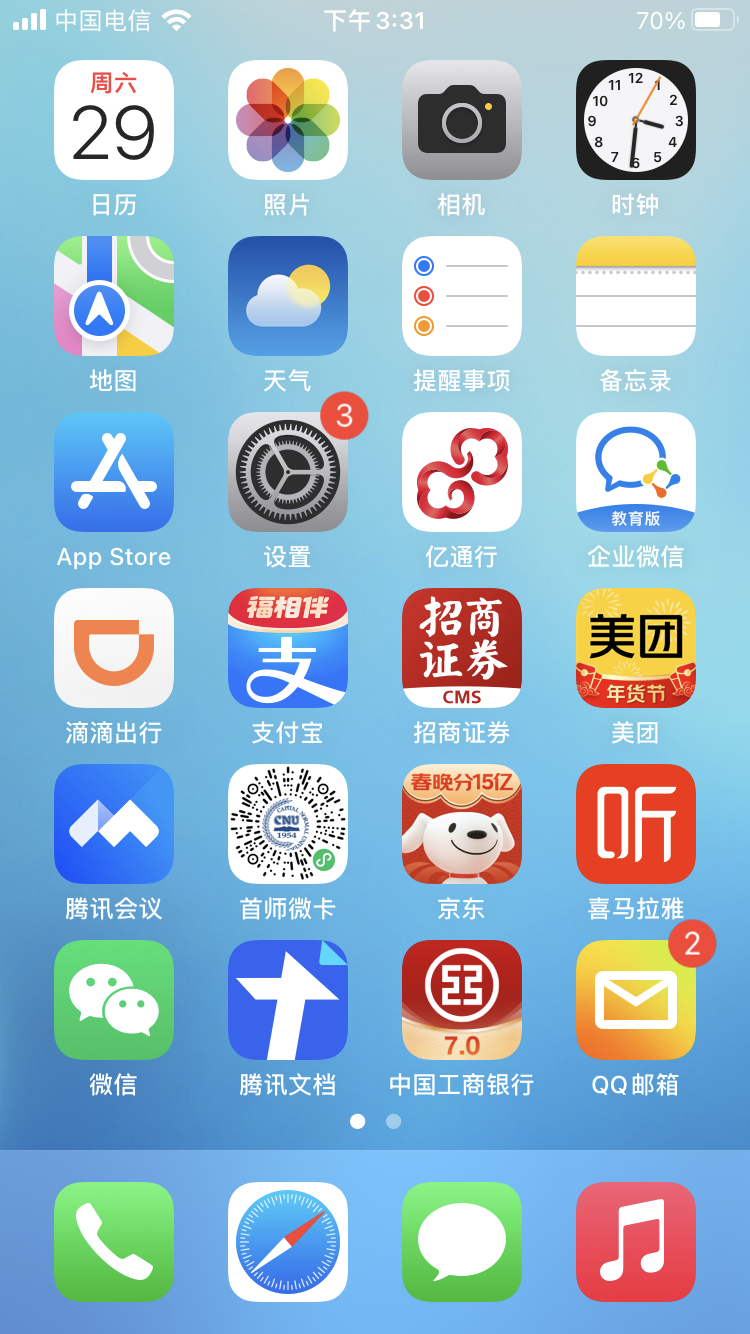 中国电信 下午3:31 70%
周六
29
12
11 1
10 2
9 3
8 4
7 6 5
日历 照片 相机 时钟
地图 天气 提醒事项 备忘录
3
教育版
App Store 设置 亿通行 企业微信
福相伴
支
招商
证券
CMS
美团
年货节
滴滴出行 支付宝 招商证券 美团
CAPITAL NORMAL UNIVERSITY
CNU
1954
春晚分15亿
听
腾讯会议 首师微卡 京东 喜马拉雅
2
7.0
微信 腾讯文档 中国工商银行 QQ邮箱